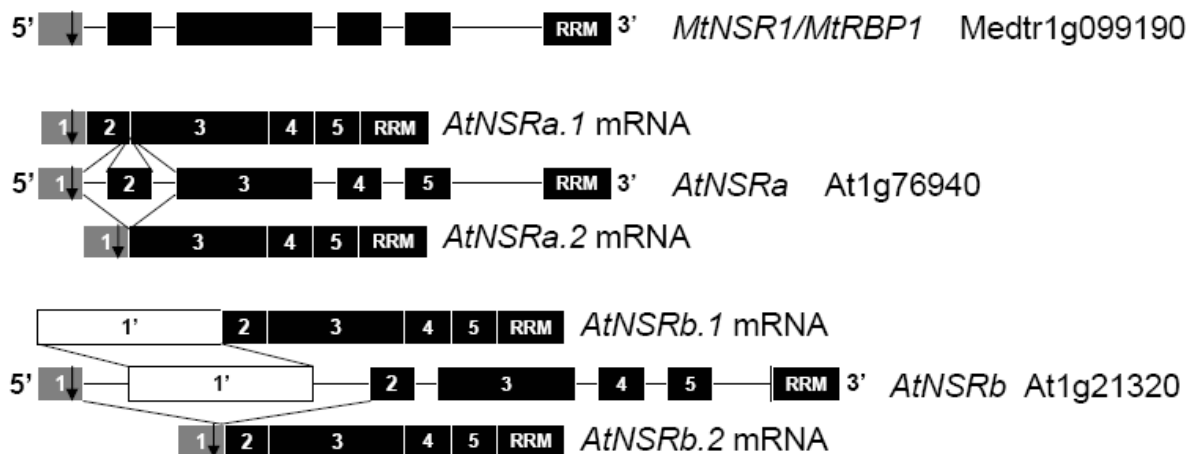 5’ RRM 3’ MtNSR1/MtRBP1 Medtr1g099190
1 2 3 4 5 RRM AtNSRa.1 mRNA
5’ 1 2 3 4 5 RRM 3’ AtNSRa At1g76940
1 3 4 5 RRM AtNSRa.2 mRNA
1’ 2 3 4 5 RRM AtNSRb.1 mRNA
5’ 1 1’ 2 3 4 5 RRM 3’ AtNSRb At1g21320
1 2 3 4 5 RRM AtNSRb.2 mRNA